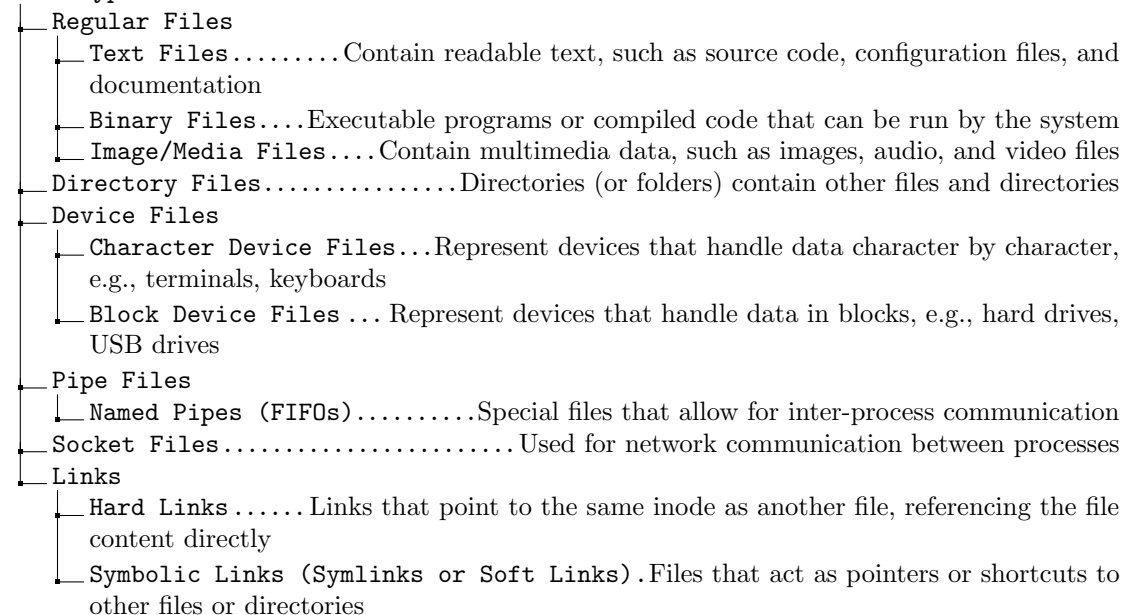 Regular Files
Text Files.........Contain readable text, such as source code, configuration files, and
documentation
Binary Files....Executable programs or compiled code that can be run by the system
Image/Media Files....Contain multimedia data, such as images, audio, and video files
Directory Files................Directories (or folders) contain other files and directories
Device Files
Character Device Files...Represent devices that handle data character by character,
e.g., terminals, keyboards
Block Device Files ... Represent devices that handle data in blocks, e.g., hard drives,
USB drives
Pipe Files
Named Pipes (FIFOs)..........Special files that allow for inter-process communication
Socket Files........................Used for network communication between processes
Links
Hard Links ...... Links that point to the same inode as another file, referencing the file
content directly
Symbolic Links (Symlinks or Soft Links).Files that act as pointers or shortcuts to
other files or directories